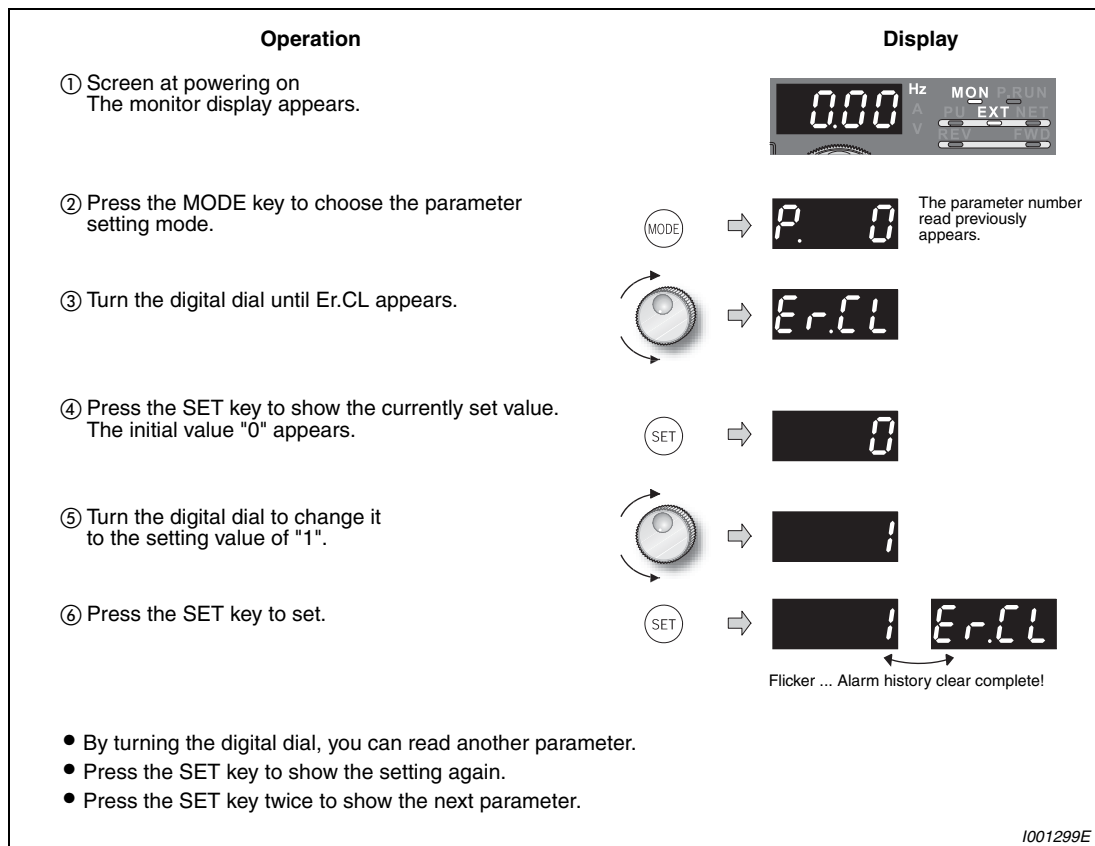 Operation
Display
① Screen at powering on
The monitor display appears.
0.00
Hz
A
V
MON P.RUN
PU EXT NET
REV FWD
② Press the MODE key to choose the parameter
setting mode.
MODE
P. 0
The parameter number
read previously
appears.
③ Turn the digital dial until Er.CL appears.
Er.CL
④ Press the SET key to show the currently set value.
The initial value "0" appears.
SET
0
⑤ Turn the digital dial to change it
to the setting value of "1".
1
⑥ Press the SET key to set.
SET
1
Er.CL
Flicker ... Alarm history clear complete!
• By turning the digital dial, you can read another parameter.
• Press the SET key to show the setting again.
• Press the SET key twice to show the next parameter.
I001299E